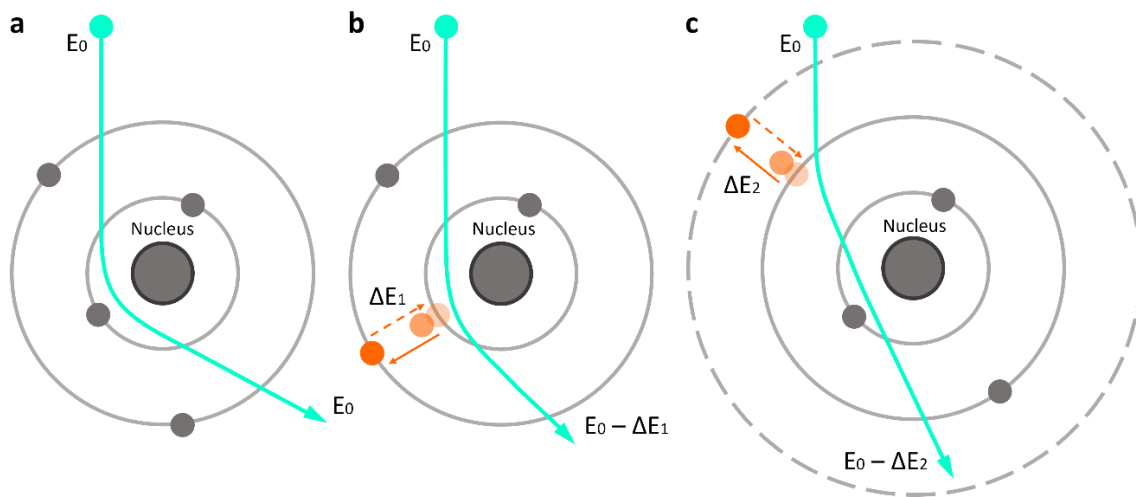 a
E₀
Nucleus
E₀
b
E₀
Nucleus
ΔE₁
E₀ – ΔE₁
c
E₀
ΔE₂
Nucleus
E₀ – ΔE₂